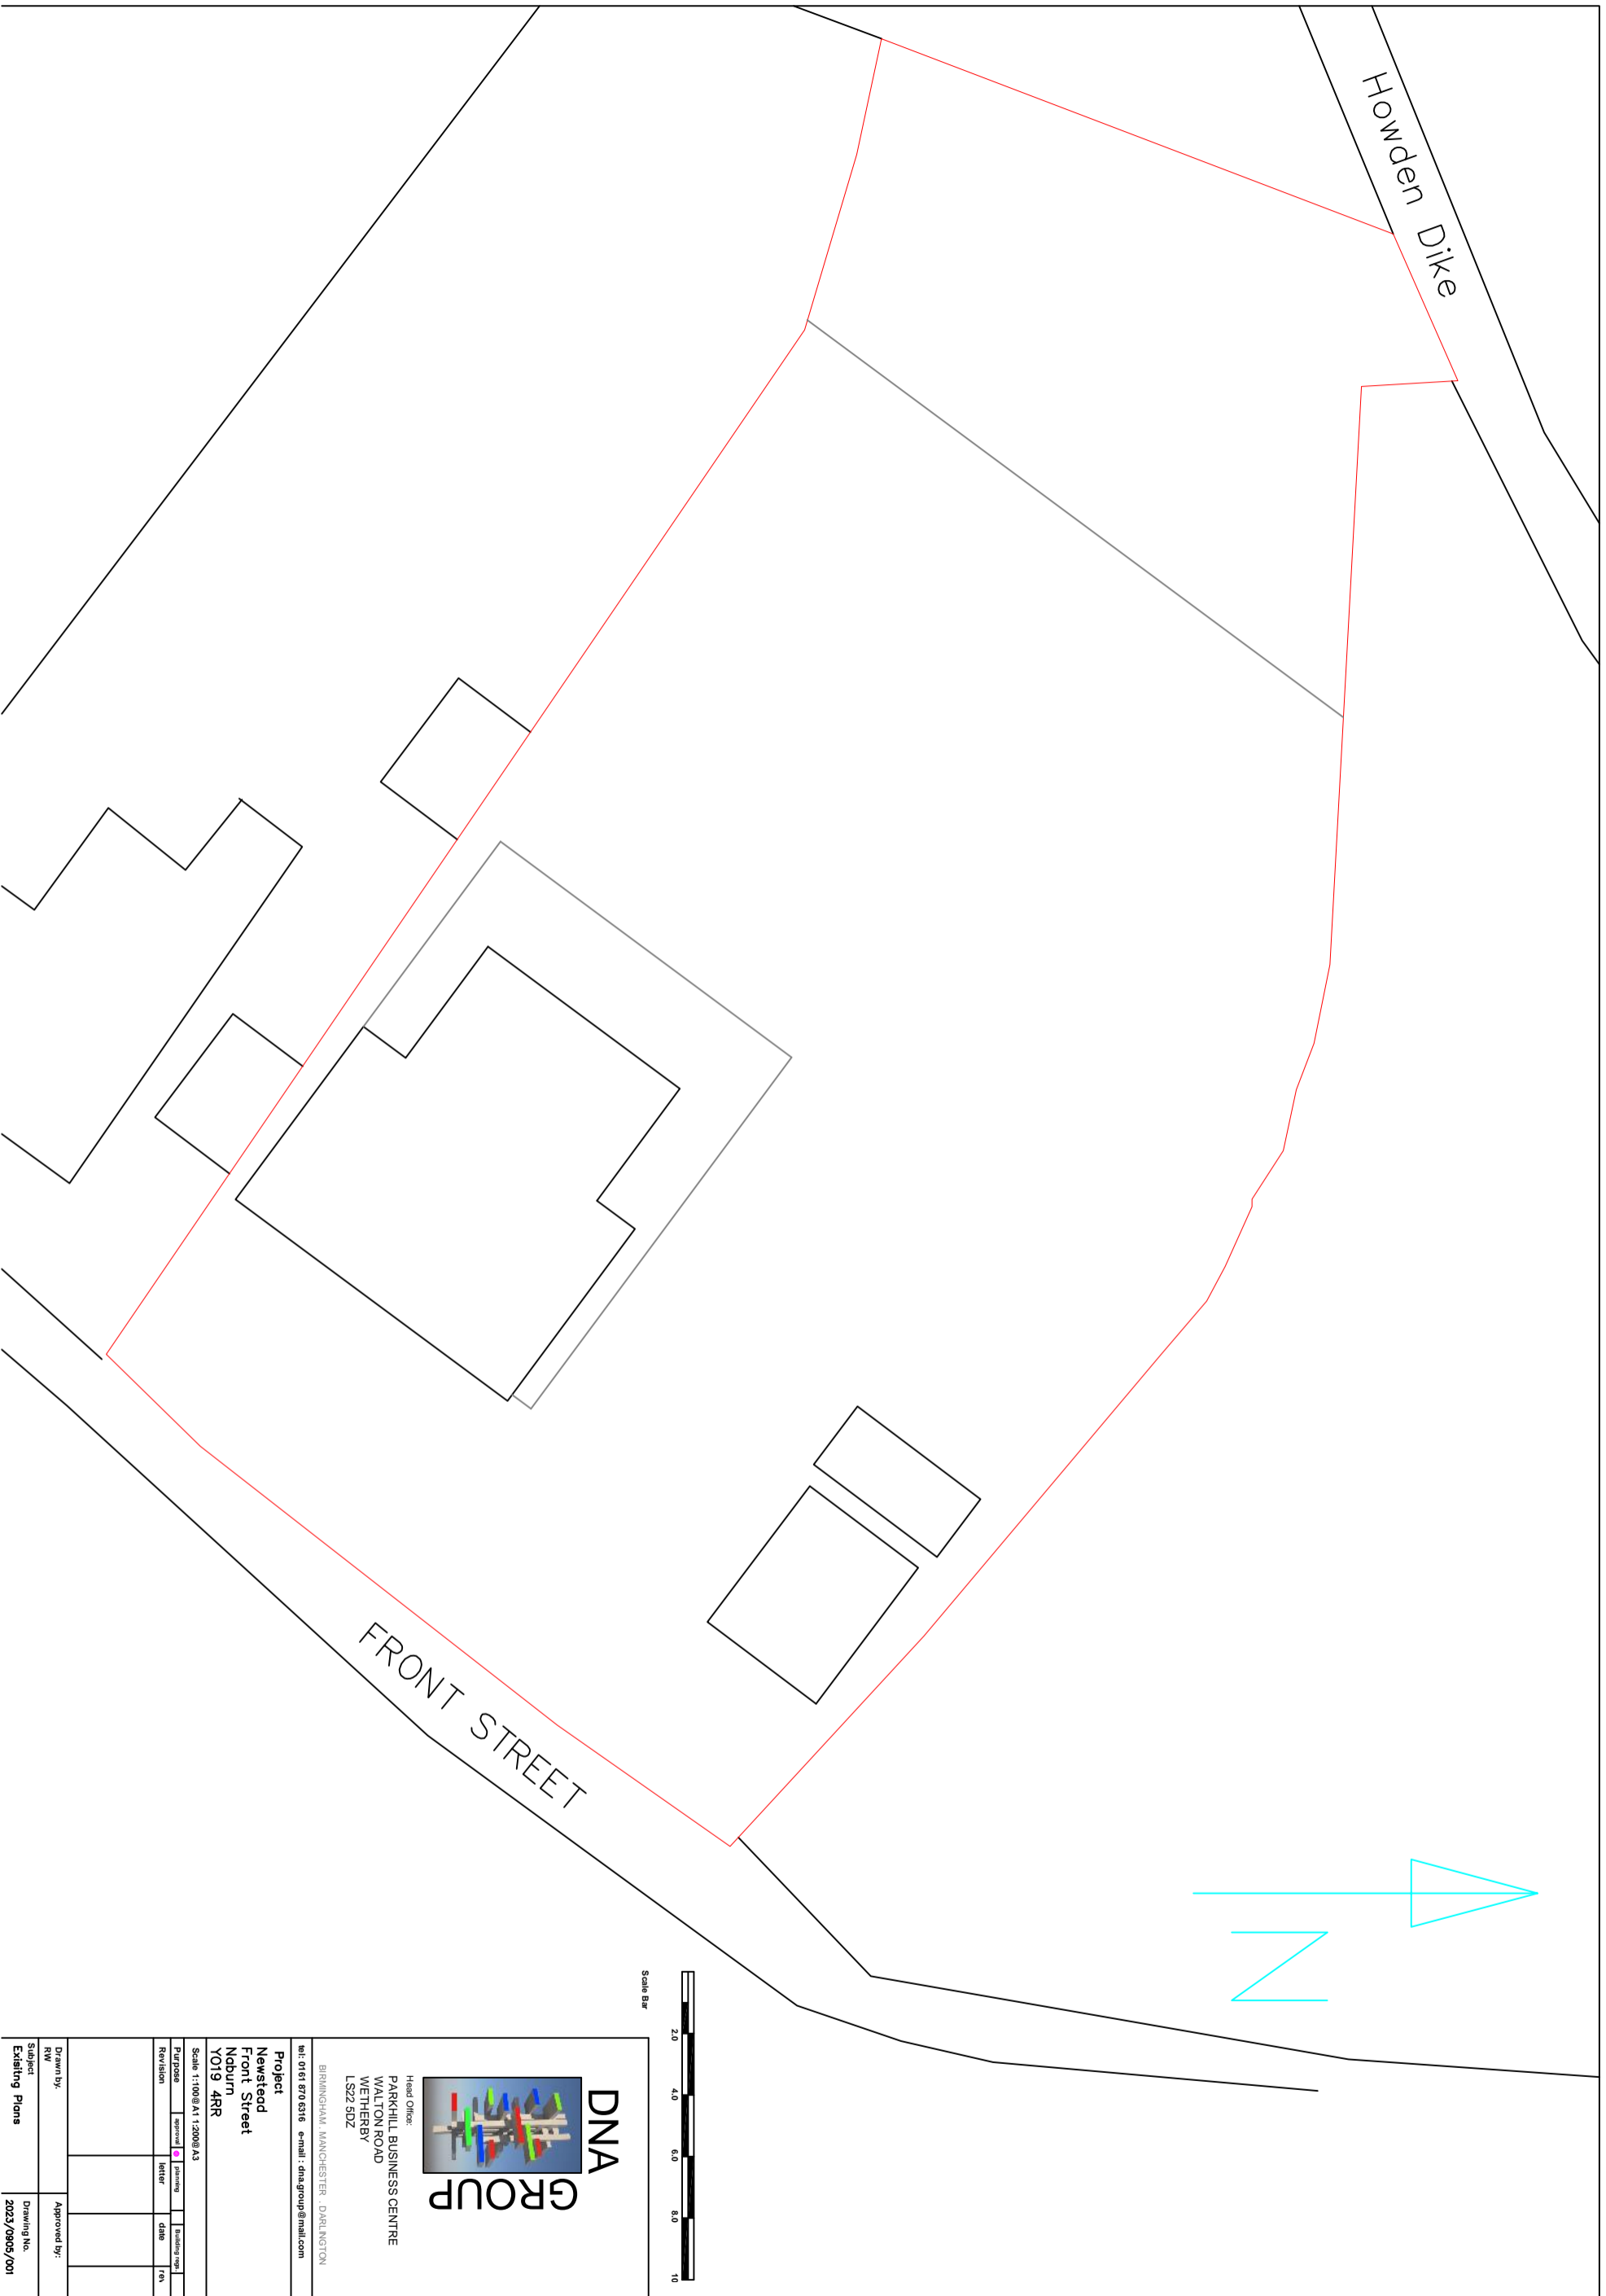 Howden Dike
FRONT STREET
N
Scale Bar
2.0 4.0 6.0 8.0 10
DNA
GROUP
Head Office:
PARKHILL BUSINESS CENTRE
WALTON ROAD
WETHERBY
LS22 5DZ
BIRMINGHAM . MANCHESTER . DARLINGTON
tel: 0161 870 6316 e-mail : dna.group@mail.com
Project
Newstead
Front Street
Naburn
YO19 4RR
Scale 1:100@A1 1:200@A3
Purpose approval planning Building regs.
Revision letter date rev
Drawn by. Approved by:
RW
Subject Drawing No.
Exisitng Plans 2023/0905/001